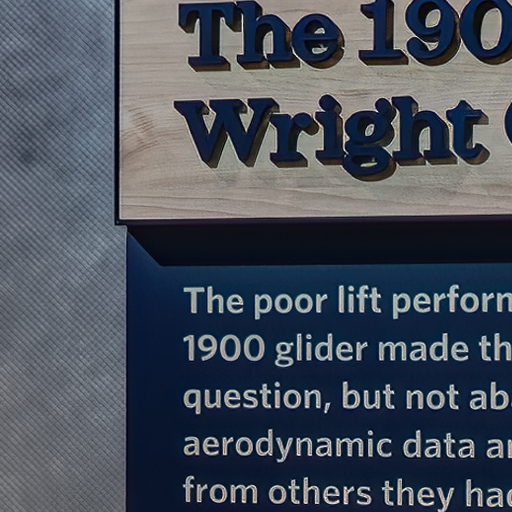 The 190
Wright
The poor lift perform
1900 glider made th
question, but not ab
aerodynamic data a
from others they had